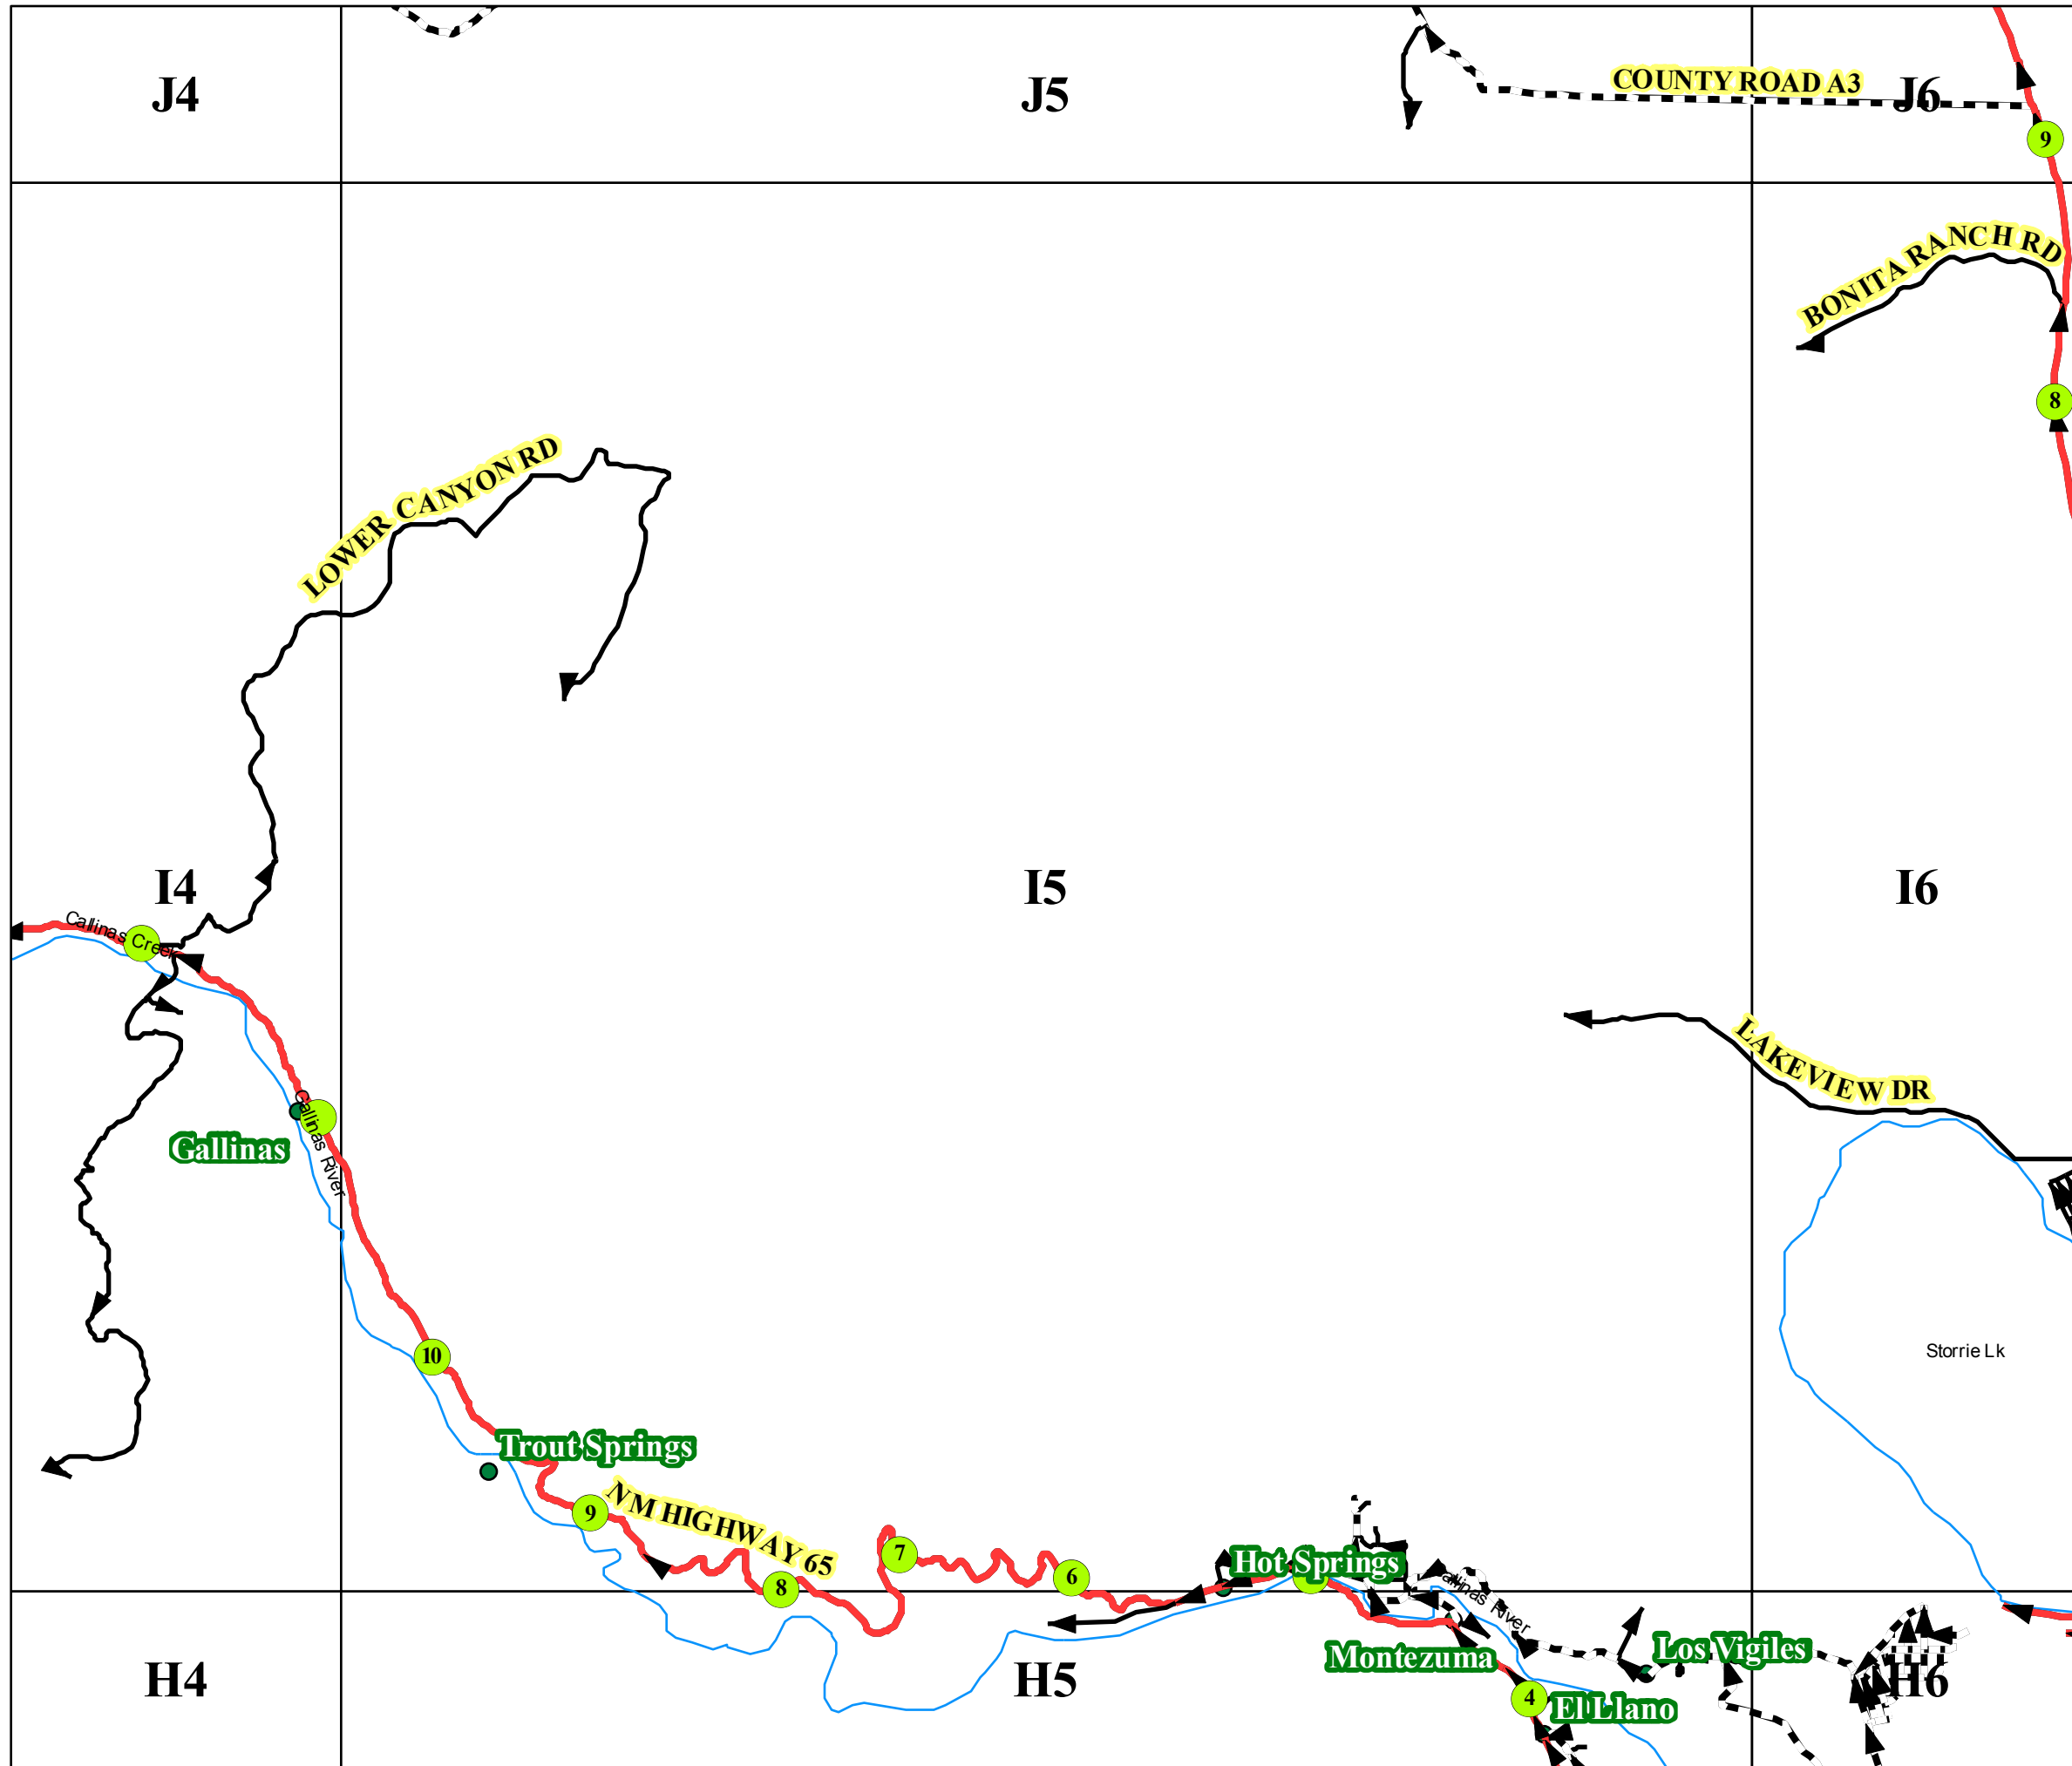 J4
J5
COUNTY ROAD A3
J6
9
BONITA RANCH RD
8
LOWER CANYON RD
I4
I5
I6
Callinas Creek
LAKEVIEW DR
Gallinas
Gallinas River
10
Storrie Lk
Trout Springs
9
NM HIGHWAY 65
7
8
6
Hot Springs
allinas River
Montezuma
Los Vigiles
H4
H5
H6
4
El Llano